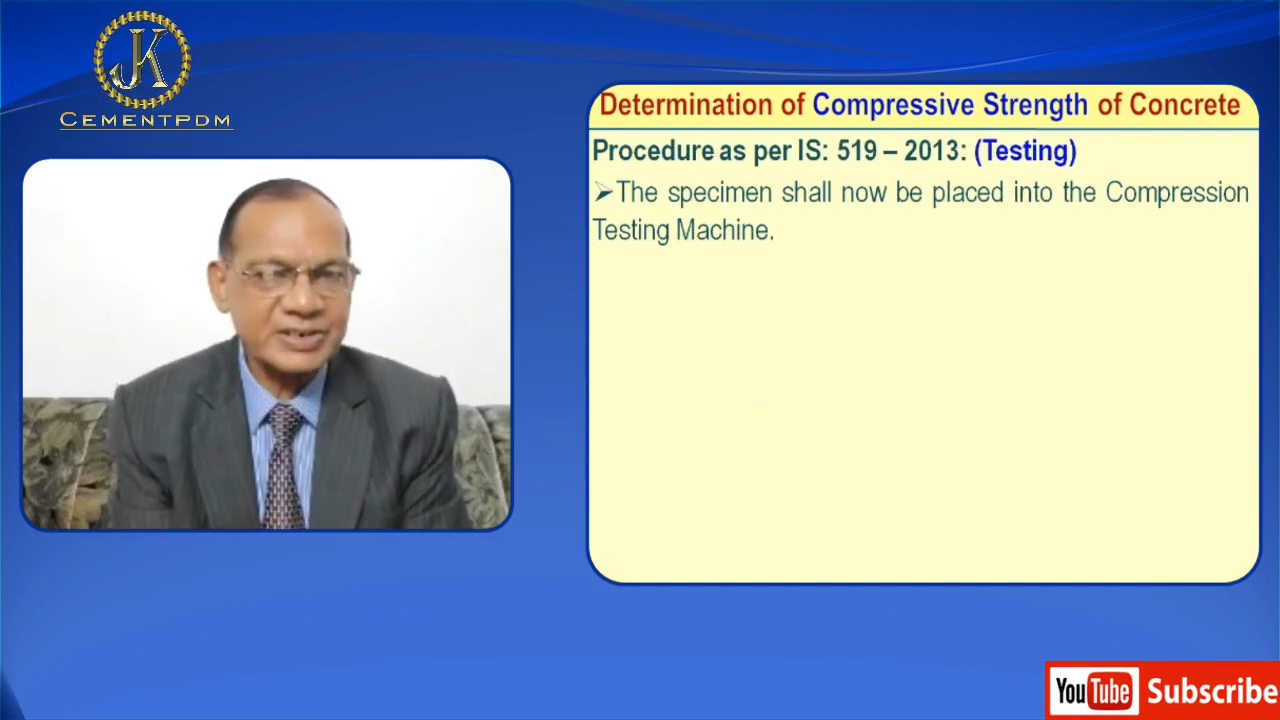 JK
CEMENTPDM
Determination of Compressive Strength of Concrete
Procedure as per IS: 519 – 2013: (Testing)
➢The specimen shall now be placed into the Compression
Testing Machine.
YouTube Subscribe